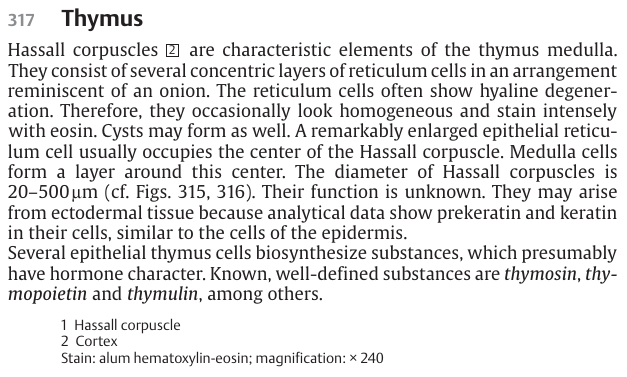 317 Thymus
Hassall corpuscles 2 are characteristic elements of the thymus medulla.
They consist of several concentric layers of reticulum cells in an arrangement
reminiscent of an onion. The reticulum cells often show hyaline degener-
ation. Therefore, they occasionally look homogeneous and stain intensely
with eosin. Cysts may form as well. A remarkably enlarged epithelial reticu-
lum cell usually occupies the center of the Hassall corpuscle. Medulla cells
form a layer around this center. The diameter of Hassall corpuscles is
20–500 µm (cf. Figs. 315, 316). Their function is unknown. They may arise
from ectodermal tissue because analytical data show prekeratin and keratin
in their cells, similar to the cells of the epidermis.
Several epithelial thymus cells biosynthesize substances, which presumably
have hormone character. Known, well-defined substances are thymosin, thy-
mopoietin and thymulin, among others.
1 Hassall corpuscle
2 Cortex
Stain: alum hematoxylin-eosin; magnification: × 240